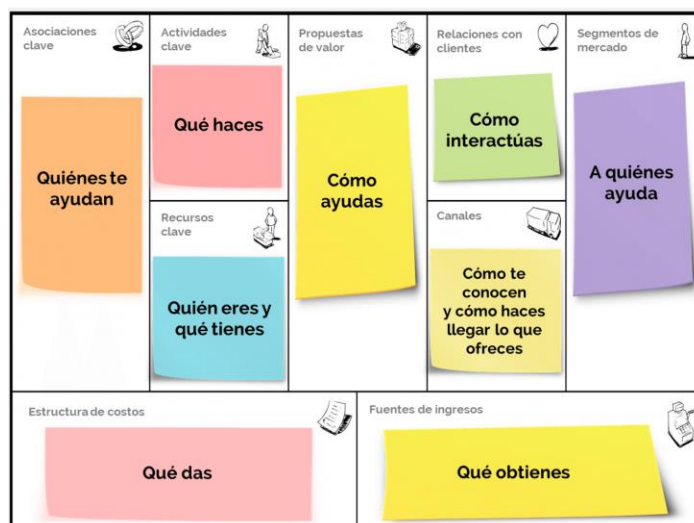 Asociaciones
clave
Quiénes te
ayudan
Actividades
clave
Qué haces
Recursos
clave
Quién eres y
qué tienes
Propuestas
de valor
Cómo
ayudas
Relaciones con
clientes
Cómo
interactúas
Canales
Cómo te
conocen
y cómo haces
llegar lo que
ofreces
Segmentos de
mercado
A quiénes
ayuda
Estructura de costos
Qué das
Fuentes de ingresos
Qué obtienes